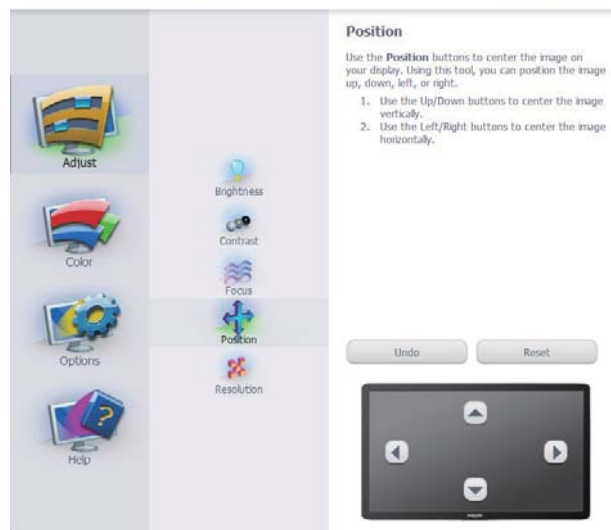 Adjust
Color
Options
Help
Brightness
Contrast
Focus
Position
Resolution
Position
Use the Position buttons to center the image on
your display. Using this tool, you can position the image
up, down, left, or right.
1. Use the Up/Down buttons to center the image
vertically.
2. Use the Left/Right buttons to center the image
horizontally.
Undo
Reset
PHILIPS